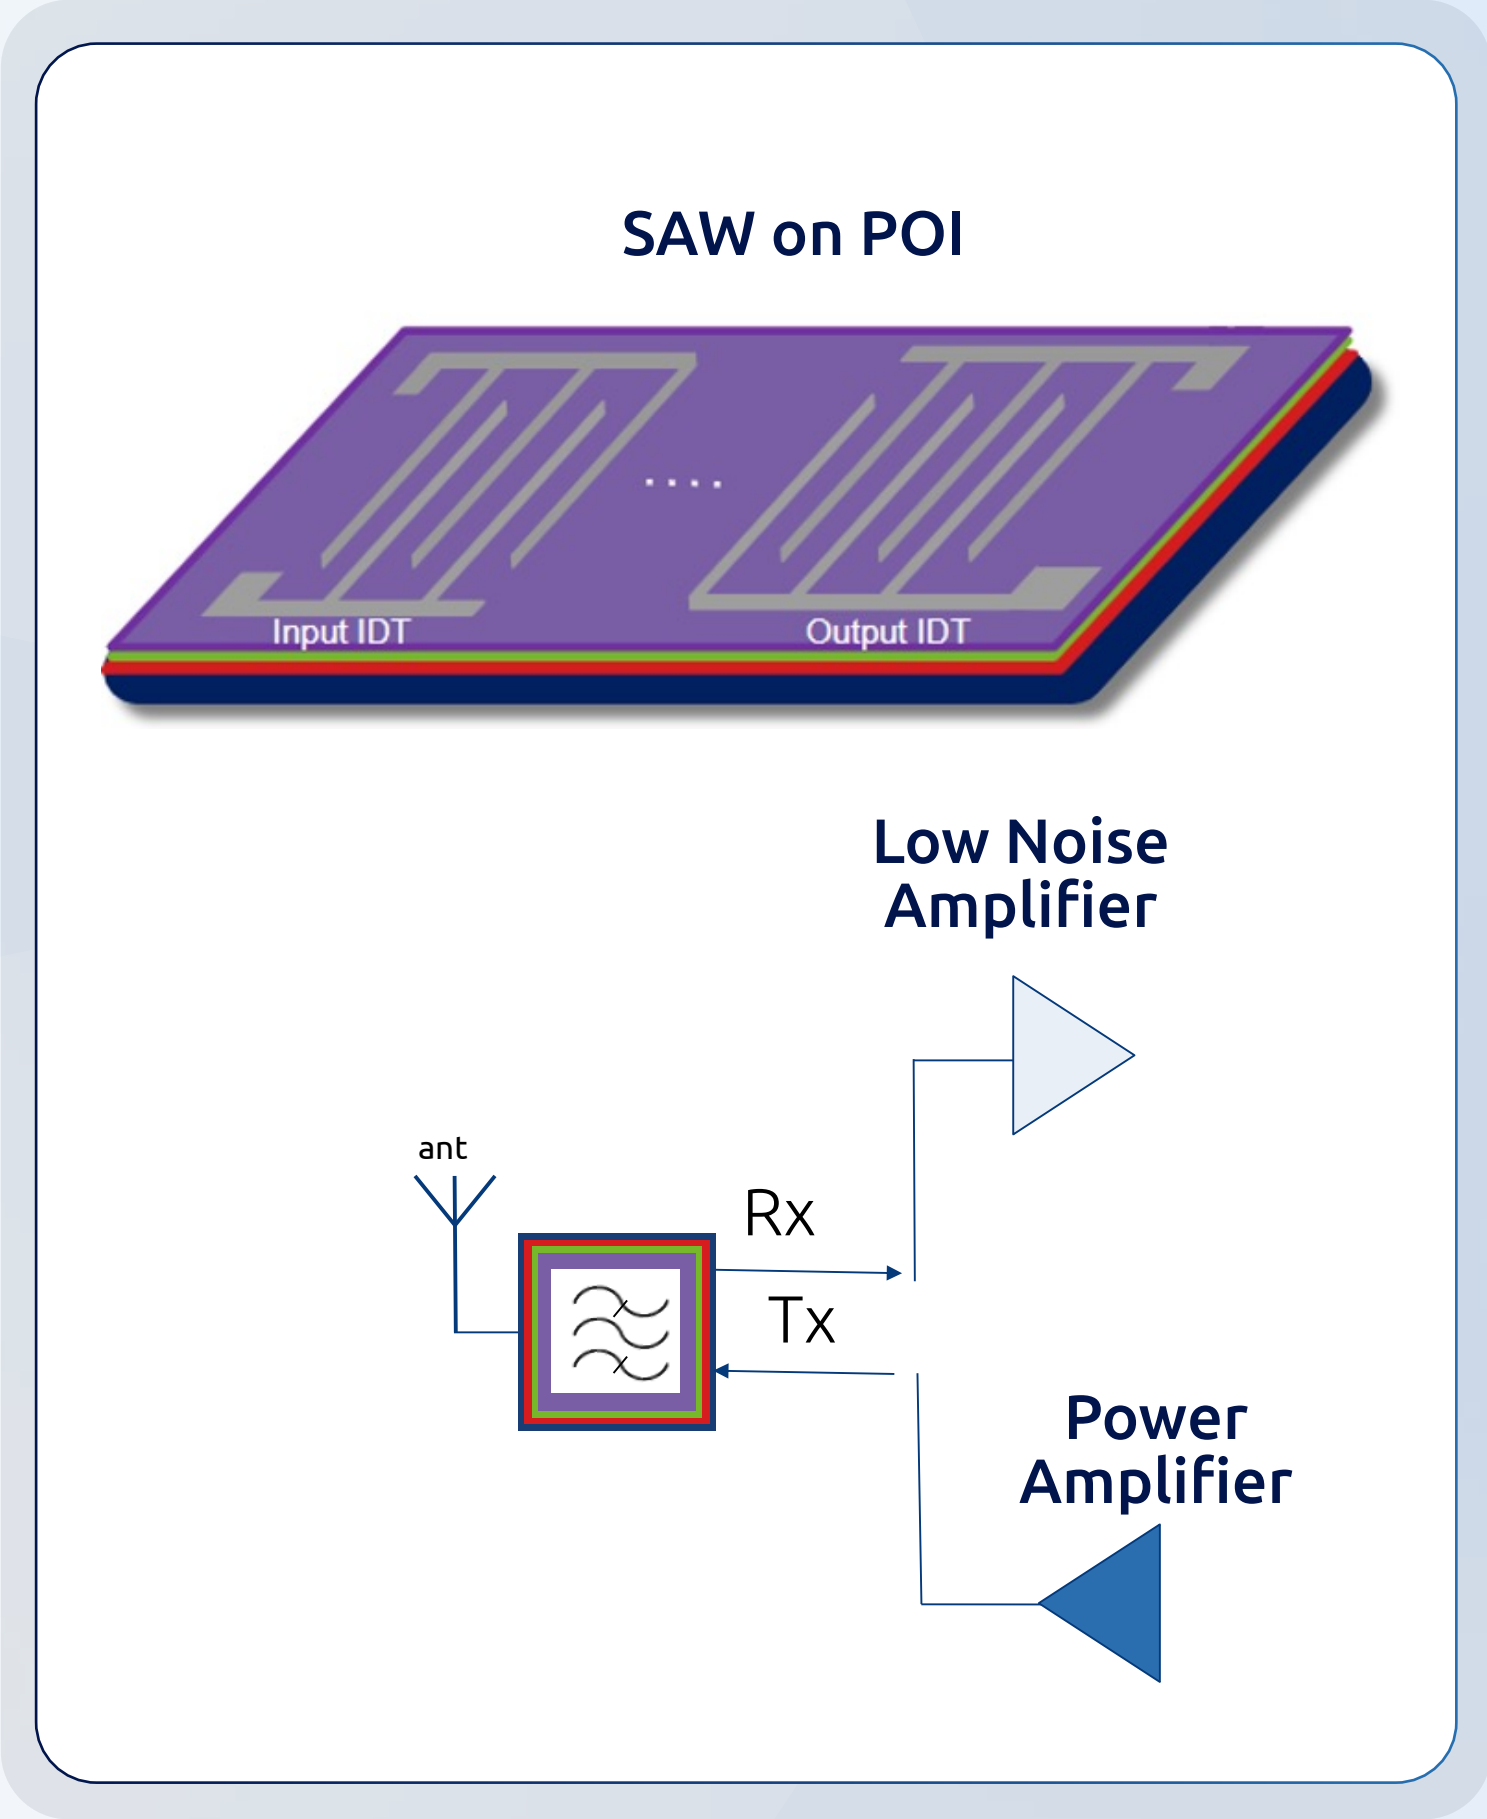 SAW on POI
Input IDT
Output IDT
Low Noise
Amplifier
ant
Rx
Tx
Power
Amplifier